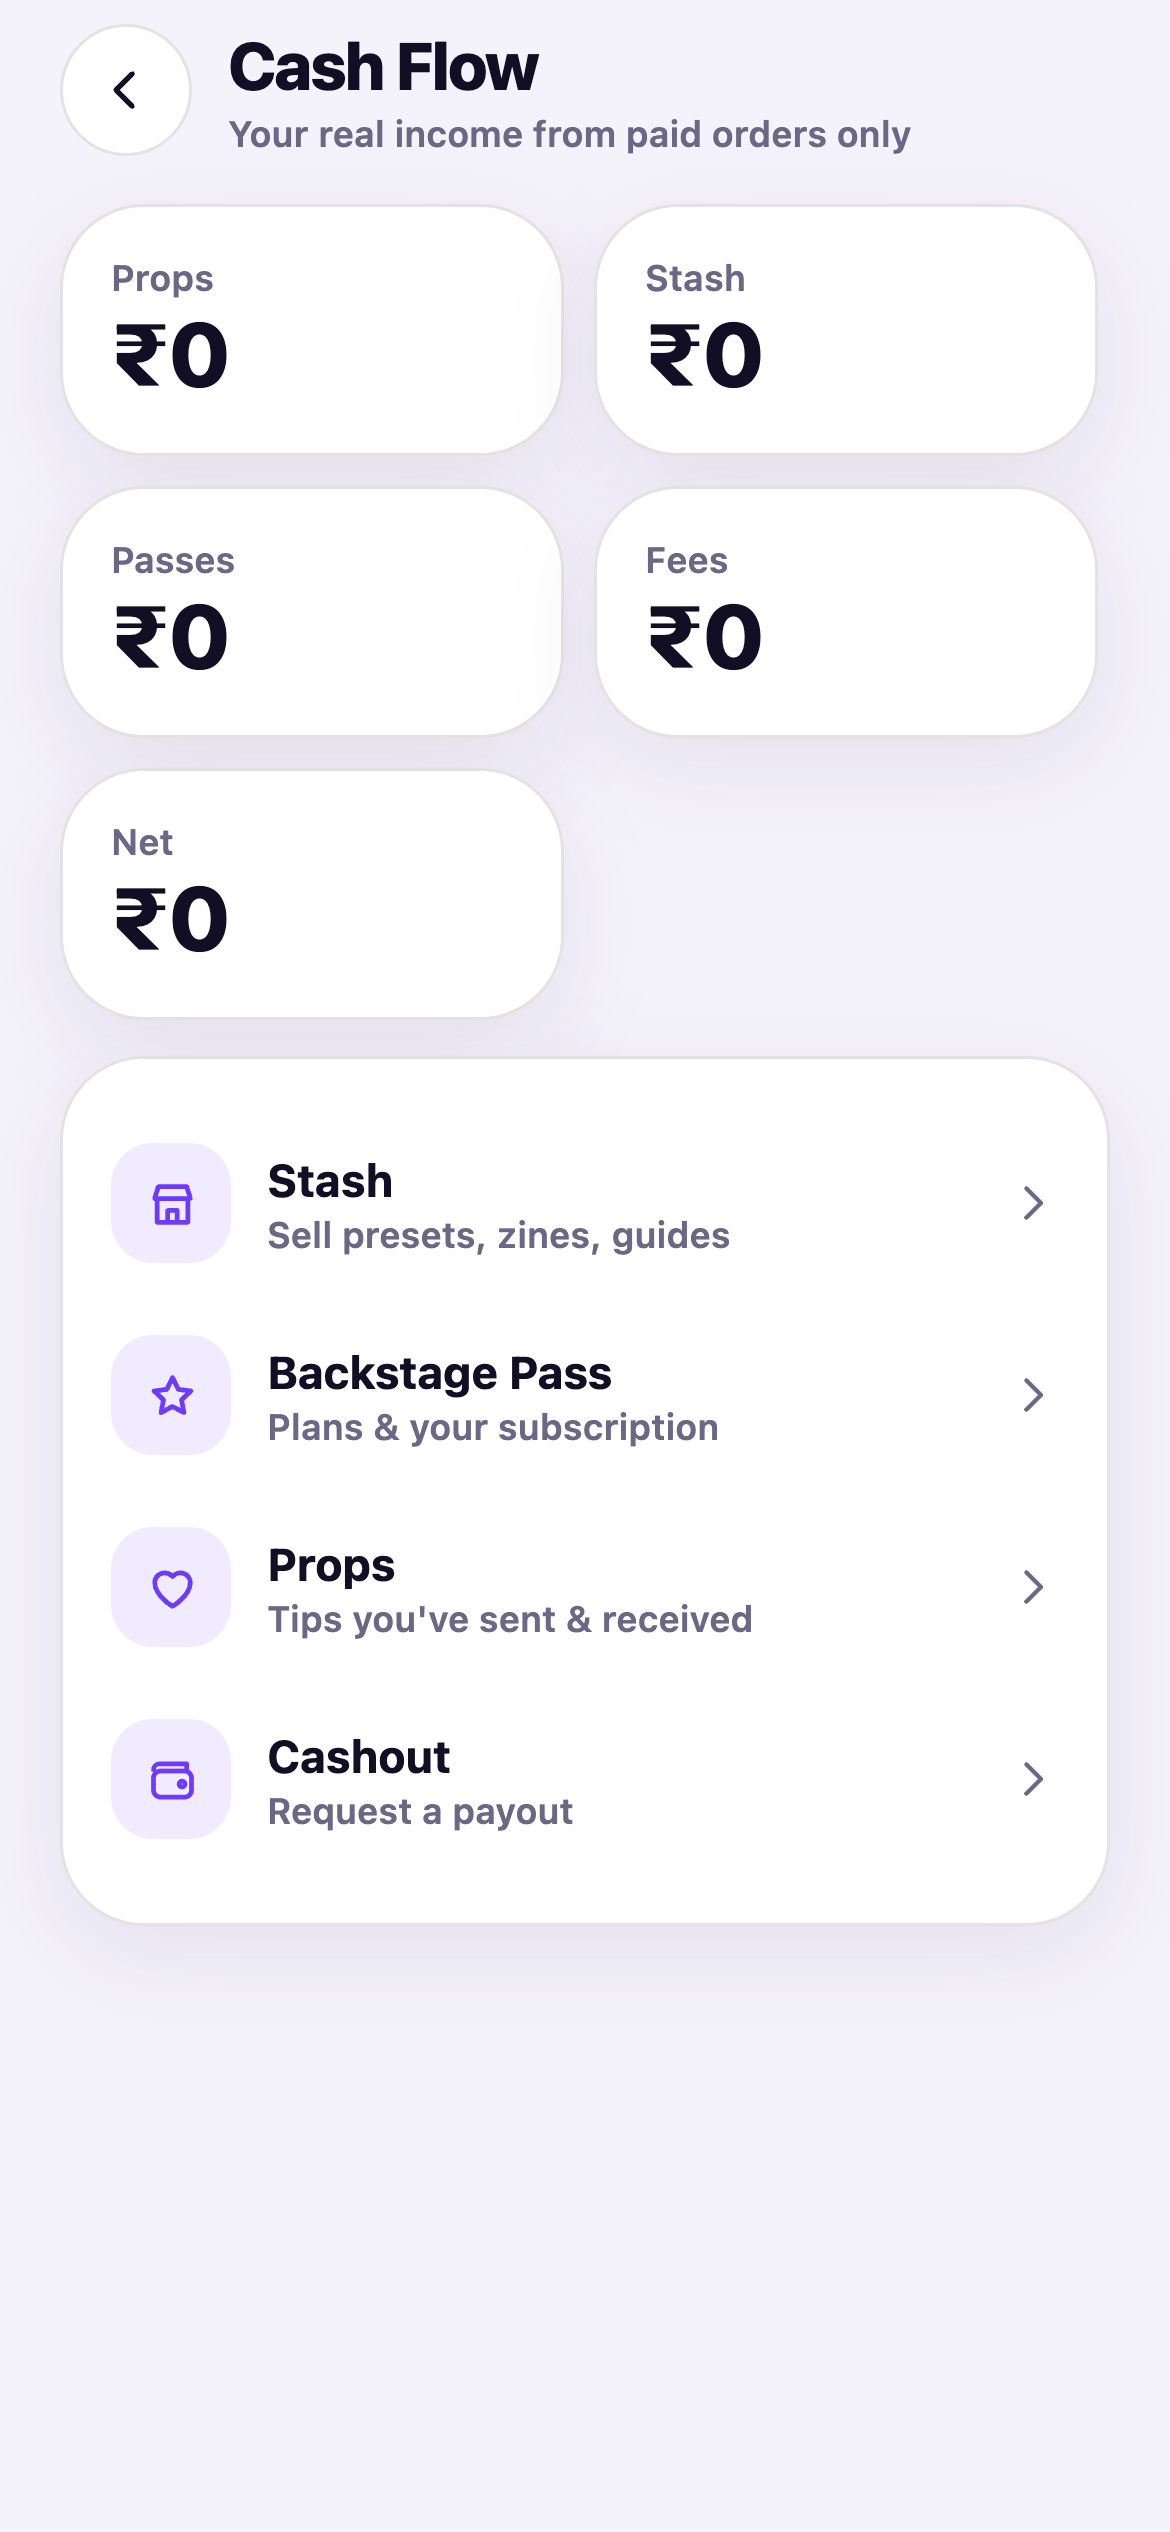 Cash Flow
Your real income from paid orders only
Props
₹0
Stash
₹0
Passes
₹0
Fees
₹0
Net
₹0
Stash
Sell presets, zines, guides
Backstage Pass
Plans & your subscription
Props
Tips you've sent & received
Cashout
Request a payout